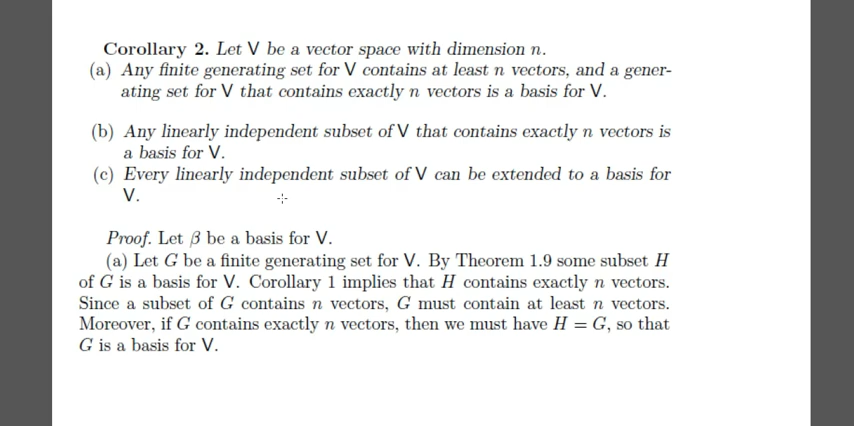 Corollary 2. Let V be a vector space with dimension n.
(a) Any finite generating set for V contains at least n vectors, and a gener-
ating set for V that contains exactly n vectors is a basis for V.
(b) Any linearly independent subset of V that contains exactly n vectors is
a basis for V.
(c) Every linearly independent subset of V can be extended to a basis for
V.
Proof. Let β be a basis for V.
(a) Let G be a finite generating set for V. By Theorem 1.9 some subset H
of G is a basis for V. Corollary 1 implies that H contains exactly n vectors.
Since a subset of G contains n vectors, G must contain at least n vectors.
Moreover, if G contains exactly n vectors, then we must have H = G, so that
G is a basis for V.